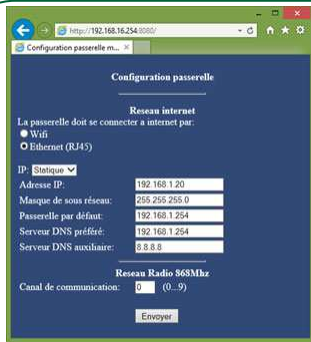 http://192.168.16.254:8080/
Configuration passerelle m...
Configuration passerelle
Reseau internet
La passerelle doit se connecter a internet par:
Wifi
Ethernet (RJ45)
IP: Statique
Adresse IP: 192.168.1.20
Masque de sous réseau: 255.255.255.0
Passerelle par défaut: 192.168.1.254
Serveur DNS préféré: 192.168.1.254
Serveur DNS auxiliaire: 8.8.8.8
Reseau Radio 868Mhz
Canal de communication: 0 (0...9)
Envoyer